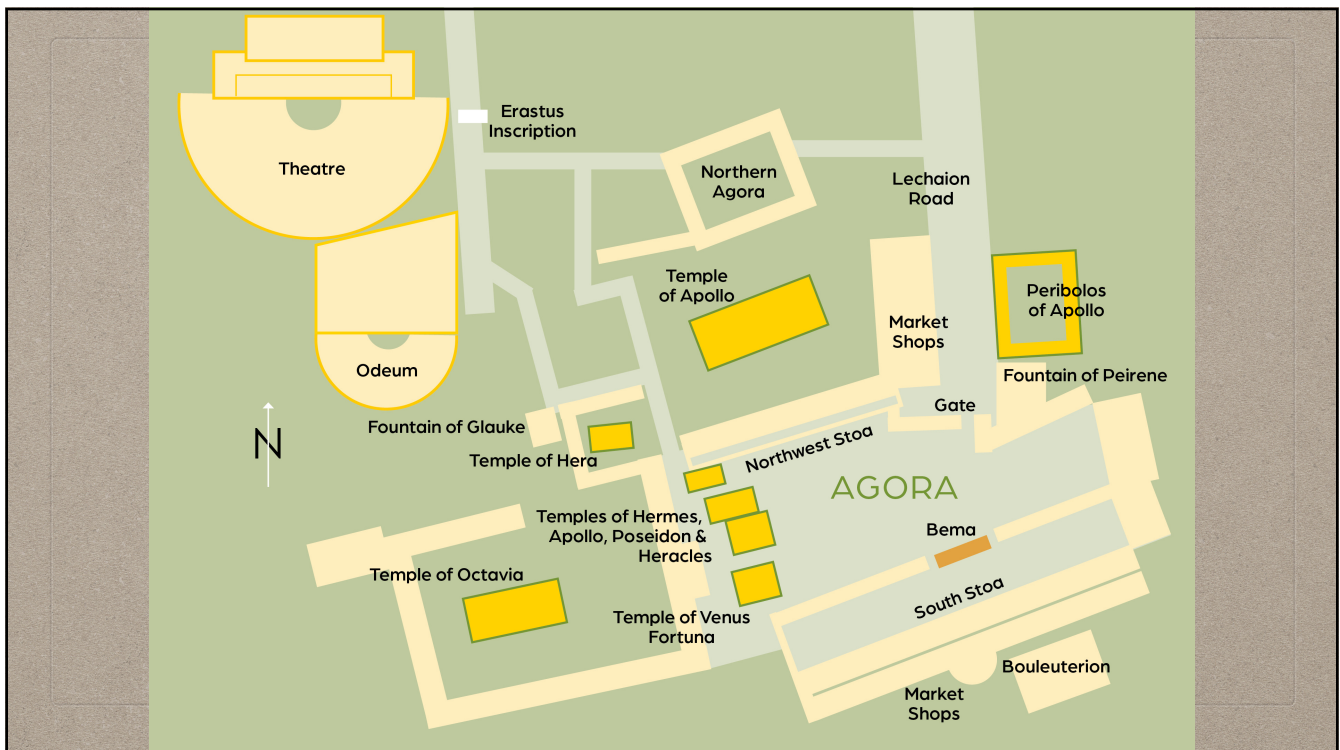 Erastus
Inscription
Theatre
Northern
Agora
Lechaion
Road
Temple
of Apollo
Peribolos
of Apollo
Market
Shops
Odeum
Fountain of Peirene
Gate
Fountain of Glauke
N
Northwest Stoa
Temple of Hera
AGORA
Temples of Hermes,
Apollo, Poseidon &
Heracles
Bema
Temple of Octavia
South Stoa
Temple of Venus
Fortuna
Bouleuterion
Market
Shops